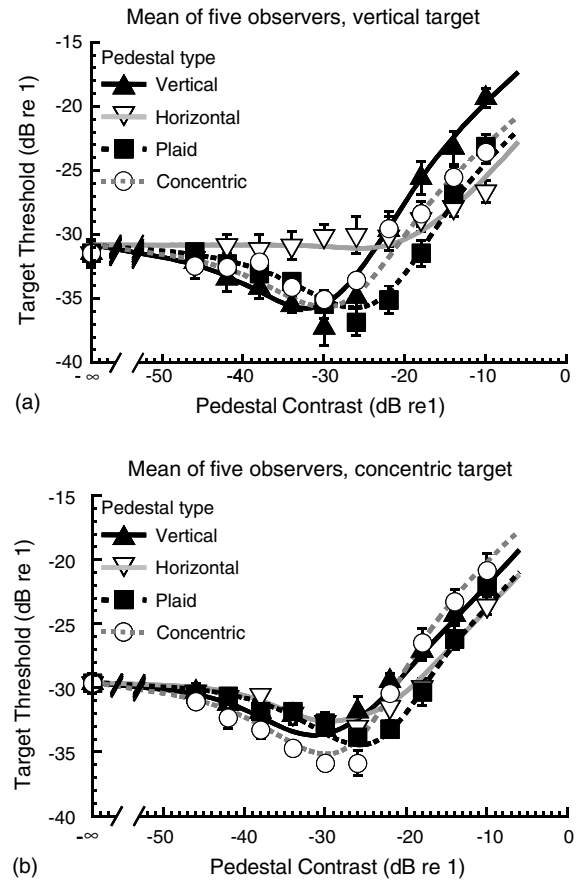 Mean of five observers, vertical target
-15
Pedestal type
Vertical
-20
Horizontal
Plaid
-25
Concentric
-30
-35
-40
Target Threshold (dB re 1)
- ∞
-50
-40
-30
-20
-10
0
(a)
Pedestal Contrast (dB re1)
Mean of five observers, concentric target
-15
Pedestal type
Vertical
-20
Horizontal
Plaid
-25
Concentric
-30
-35
-40
Target Threshold (dB re 1)
-∞
-50
-40
-30
-20
-10
0
(b)
Pedestal Contrast (dB re 1)